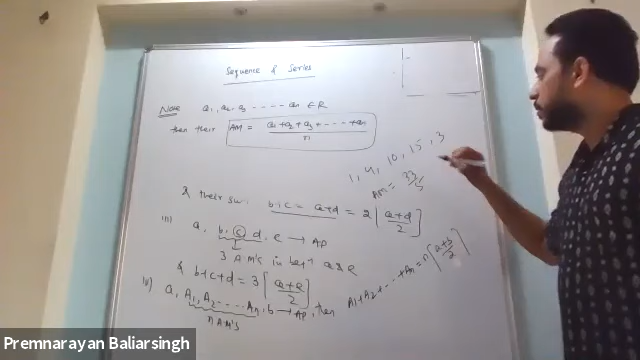 Sequence & Series
Note a₁, a₂, a₃ ----- aₙ ∈ R
then their AM = a₁ + a₂ + a₃ + ---- + aₙ / n
1, 4, 10, 15, 3
AM = 33/5
& their sum b+c = a+d = 2[a+d/2]
iii) a, b, c, d, e → AP
3 AM's in betⁿ a & e
& b+c+d = 3[a+e/2]
iv) a, A₁, A₂ ---- Aₙ, b → AP, then A₁+A₂+ --- +Aₙ = n[a+b/2]
n AM's
Premnarayan Baliarsingh